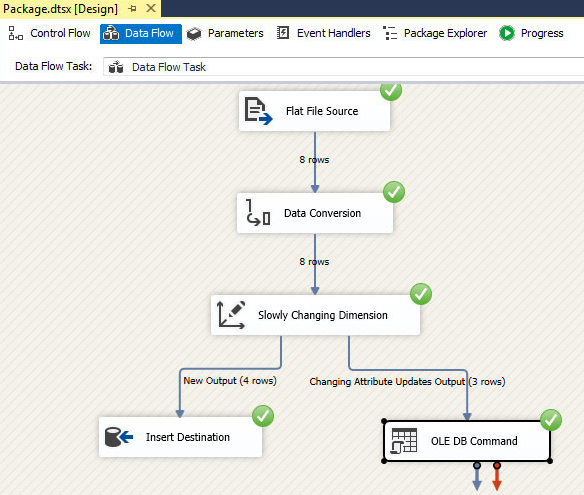 Package.dtsx [Design]
Control Flow Data Flow Parameters Event Handlers Package Explorer Progress
Data Flow Task: Data Flow Task
Flat File Source
8 rows
Data Conversion
8 rows
Slowly Changing Dimension
New Output (4 rows) Changing Attribute Updates Output (3 rows)
Insert Destination OLE DB Command